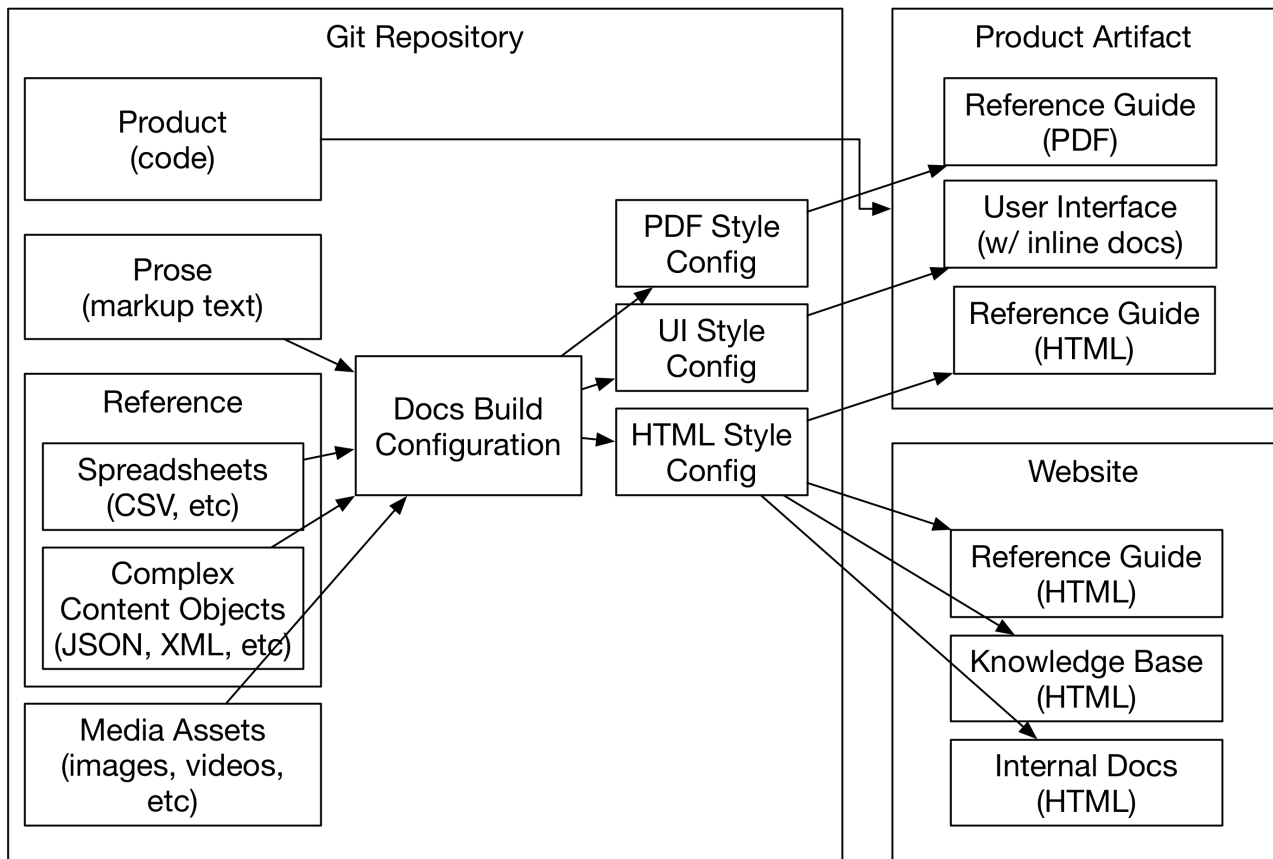 Git Repository
Product
(code)
Prose
(markup text)
Reference
Spreadsheets
(CSV, etc)
Complex
Content Objects
(JSON, XML, etc)
Media Assets
(images, videos,
etc)
Docs Build
Configuration
PDF Style
Config
UI Style
Config
HTML Style
Config
Product Artifact
Reference Guide
(PDF)
User Interface
(w/ inline docs)
Reference Guide
(HTML)
Website
Reference Guide
(HTML)
Knowledge Base
(HTML)
Internal Docs
(HTML)